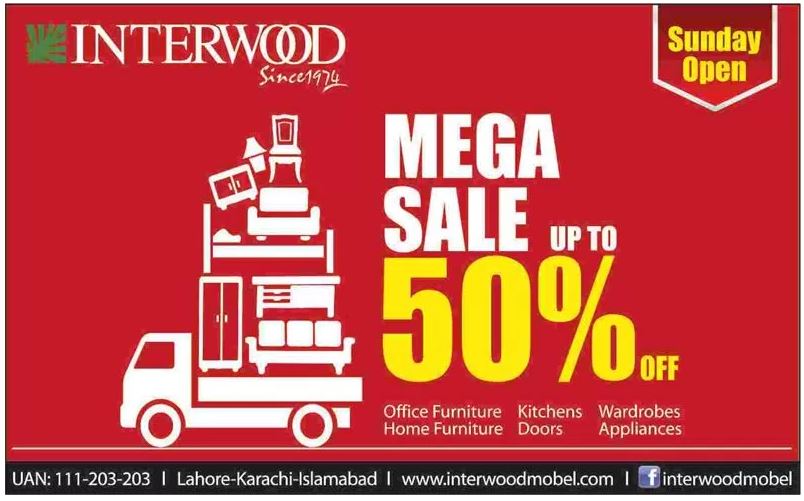 INTERWOOD
Since1974
Sunday
Open
MEGA
SALE UP TO
50% OFF
Office Furniture Kitchens Wardrobes
Home Furniture Doors Appliances
UAN: 111-203-203 | Lahore-Karachi-Islamabad | www.interwoodmobel.com | f interwoodmobel